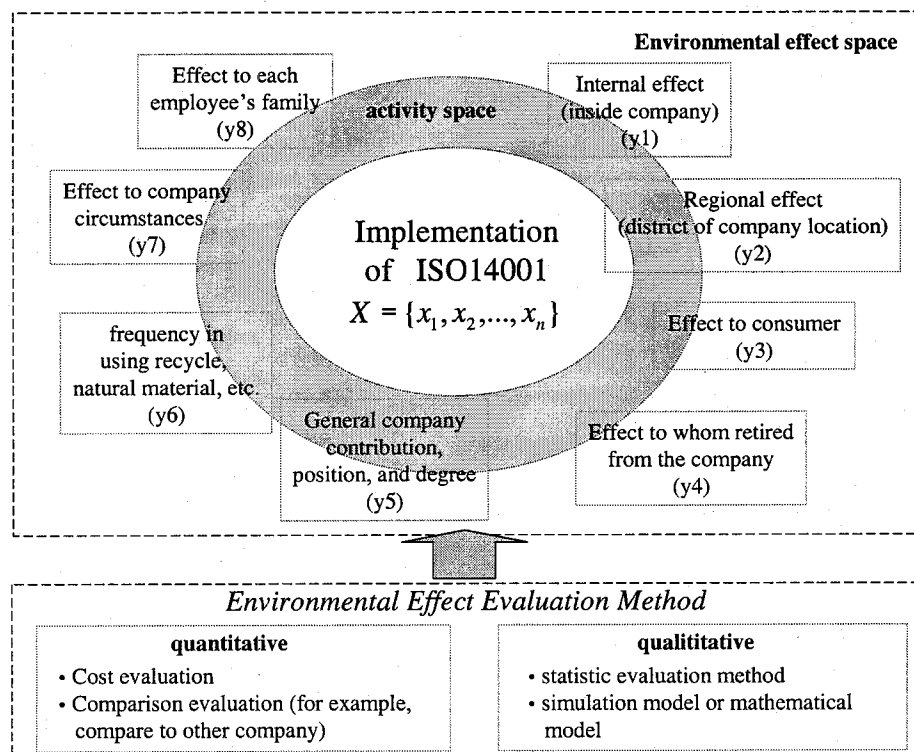 Environmental effect space
Effect to each
employee's family
(y8)
activity space
Internal effect
(inside company)
(y1)
Effect to company
circumstances
(y7)
Regional effect
(district of company location)
(y2)
Implementation
of ISO14001
X = {x₁, x₂,..., xₙ}
frequency in
using recycle,
natural material, etc.
(y6)
Effect to consumer
(y3)
General company
contribution,
position, and degree
(y5)
Effect to whom retired
from the company
(y4)
Environmental Effect Evaluation Method
quantitative
• Cost evaluation
• Comparison evaluation (for example,
compare to other company)
qualititative
• statistic evaluation method
• simulation model or mathematical
model